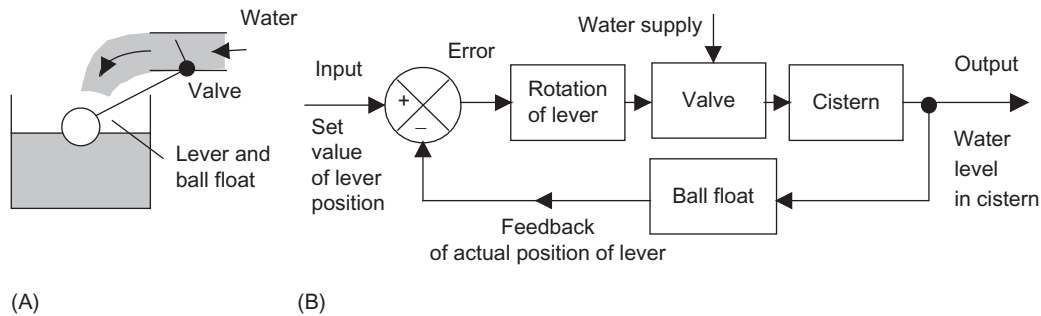 Water
Valve
Lever and
ball float
(A)
Water supply
Input
Error
Output
+
−
Rotation
of lever
Valve
Cistern
Set
value
of lever
position
Water
level
in cistern
Ball float
Feedback
of actual position of lever
(B)